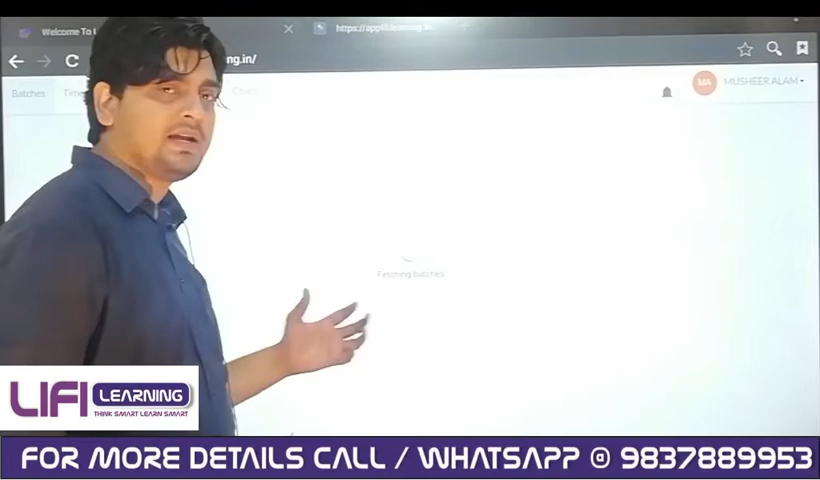 Welcome To
https://app
ng.in/
Batches
MA
MUSHEER ALAM
Fetching batches
LIFI LEARNING
THINK SMART LEARN SMART
FOR MORE DETAILS CALL / WHATSAPP @ 9837889953